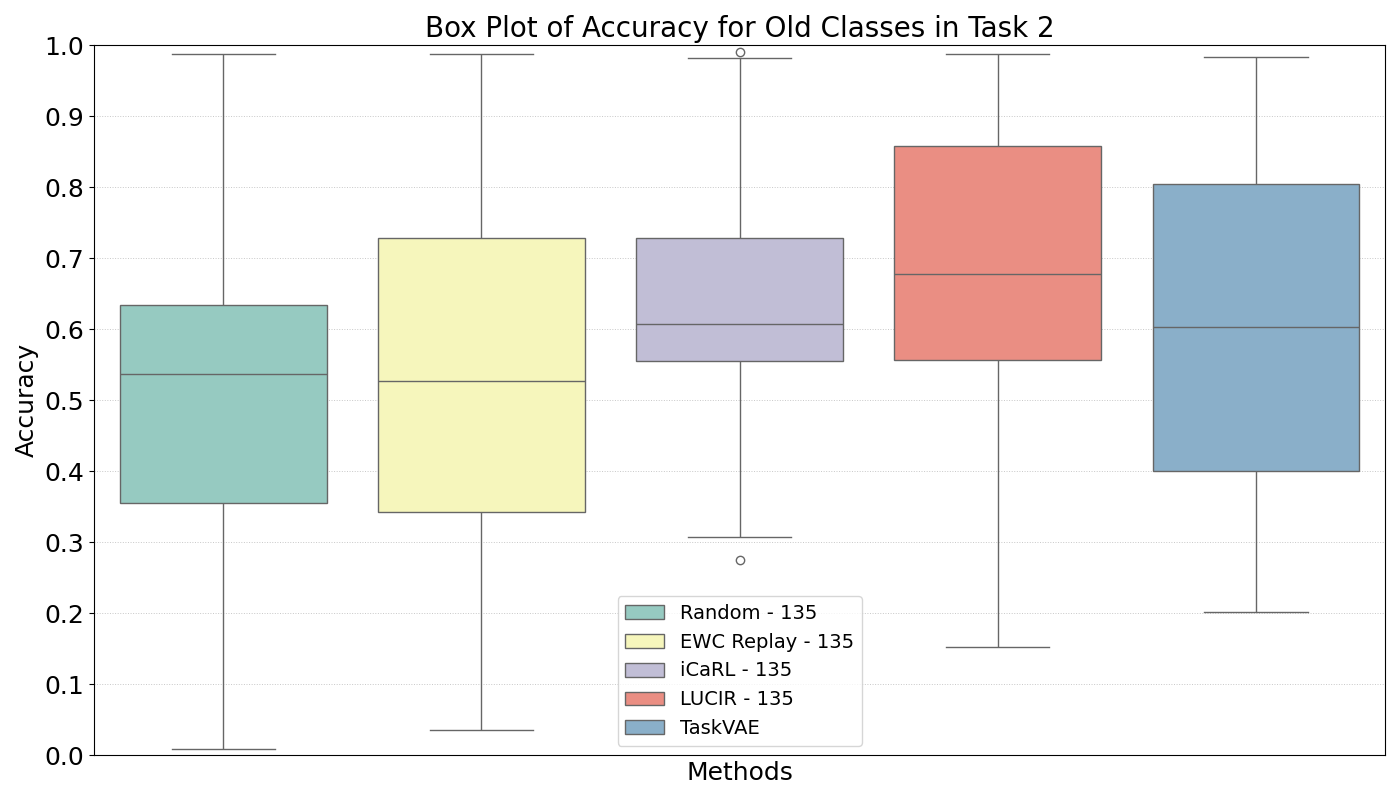 Box Plot of Accuracy for Old Classes in Task 2
1.0
0.9
0.8
0.7
0.6
0.5
0.4
0.3
0.2
0.1
0.0
Accuracy
Random - 135
EWC Replay - 135
iCaRL - 135
LUCIR - 135
TaskVAE
Methods